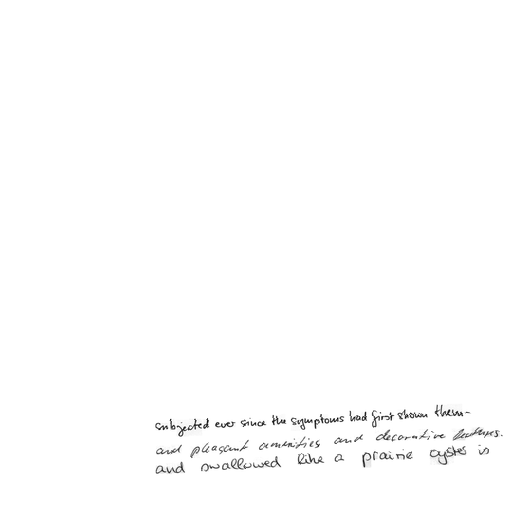 subjected ever since the symptoms had first shown them-
and pleasant amenities and decorative features.
and swallowed like a prairie oyster is